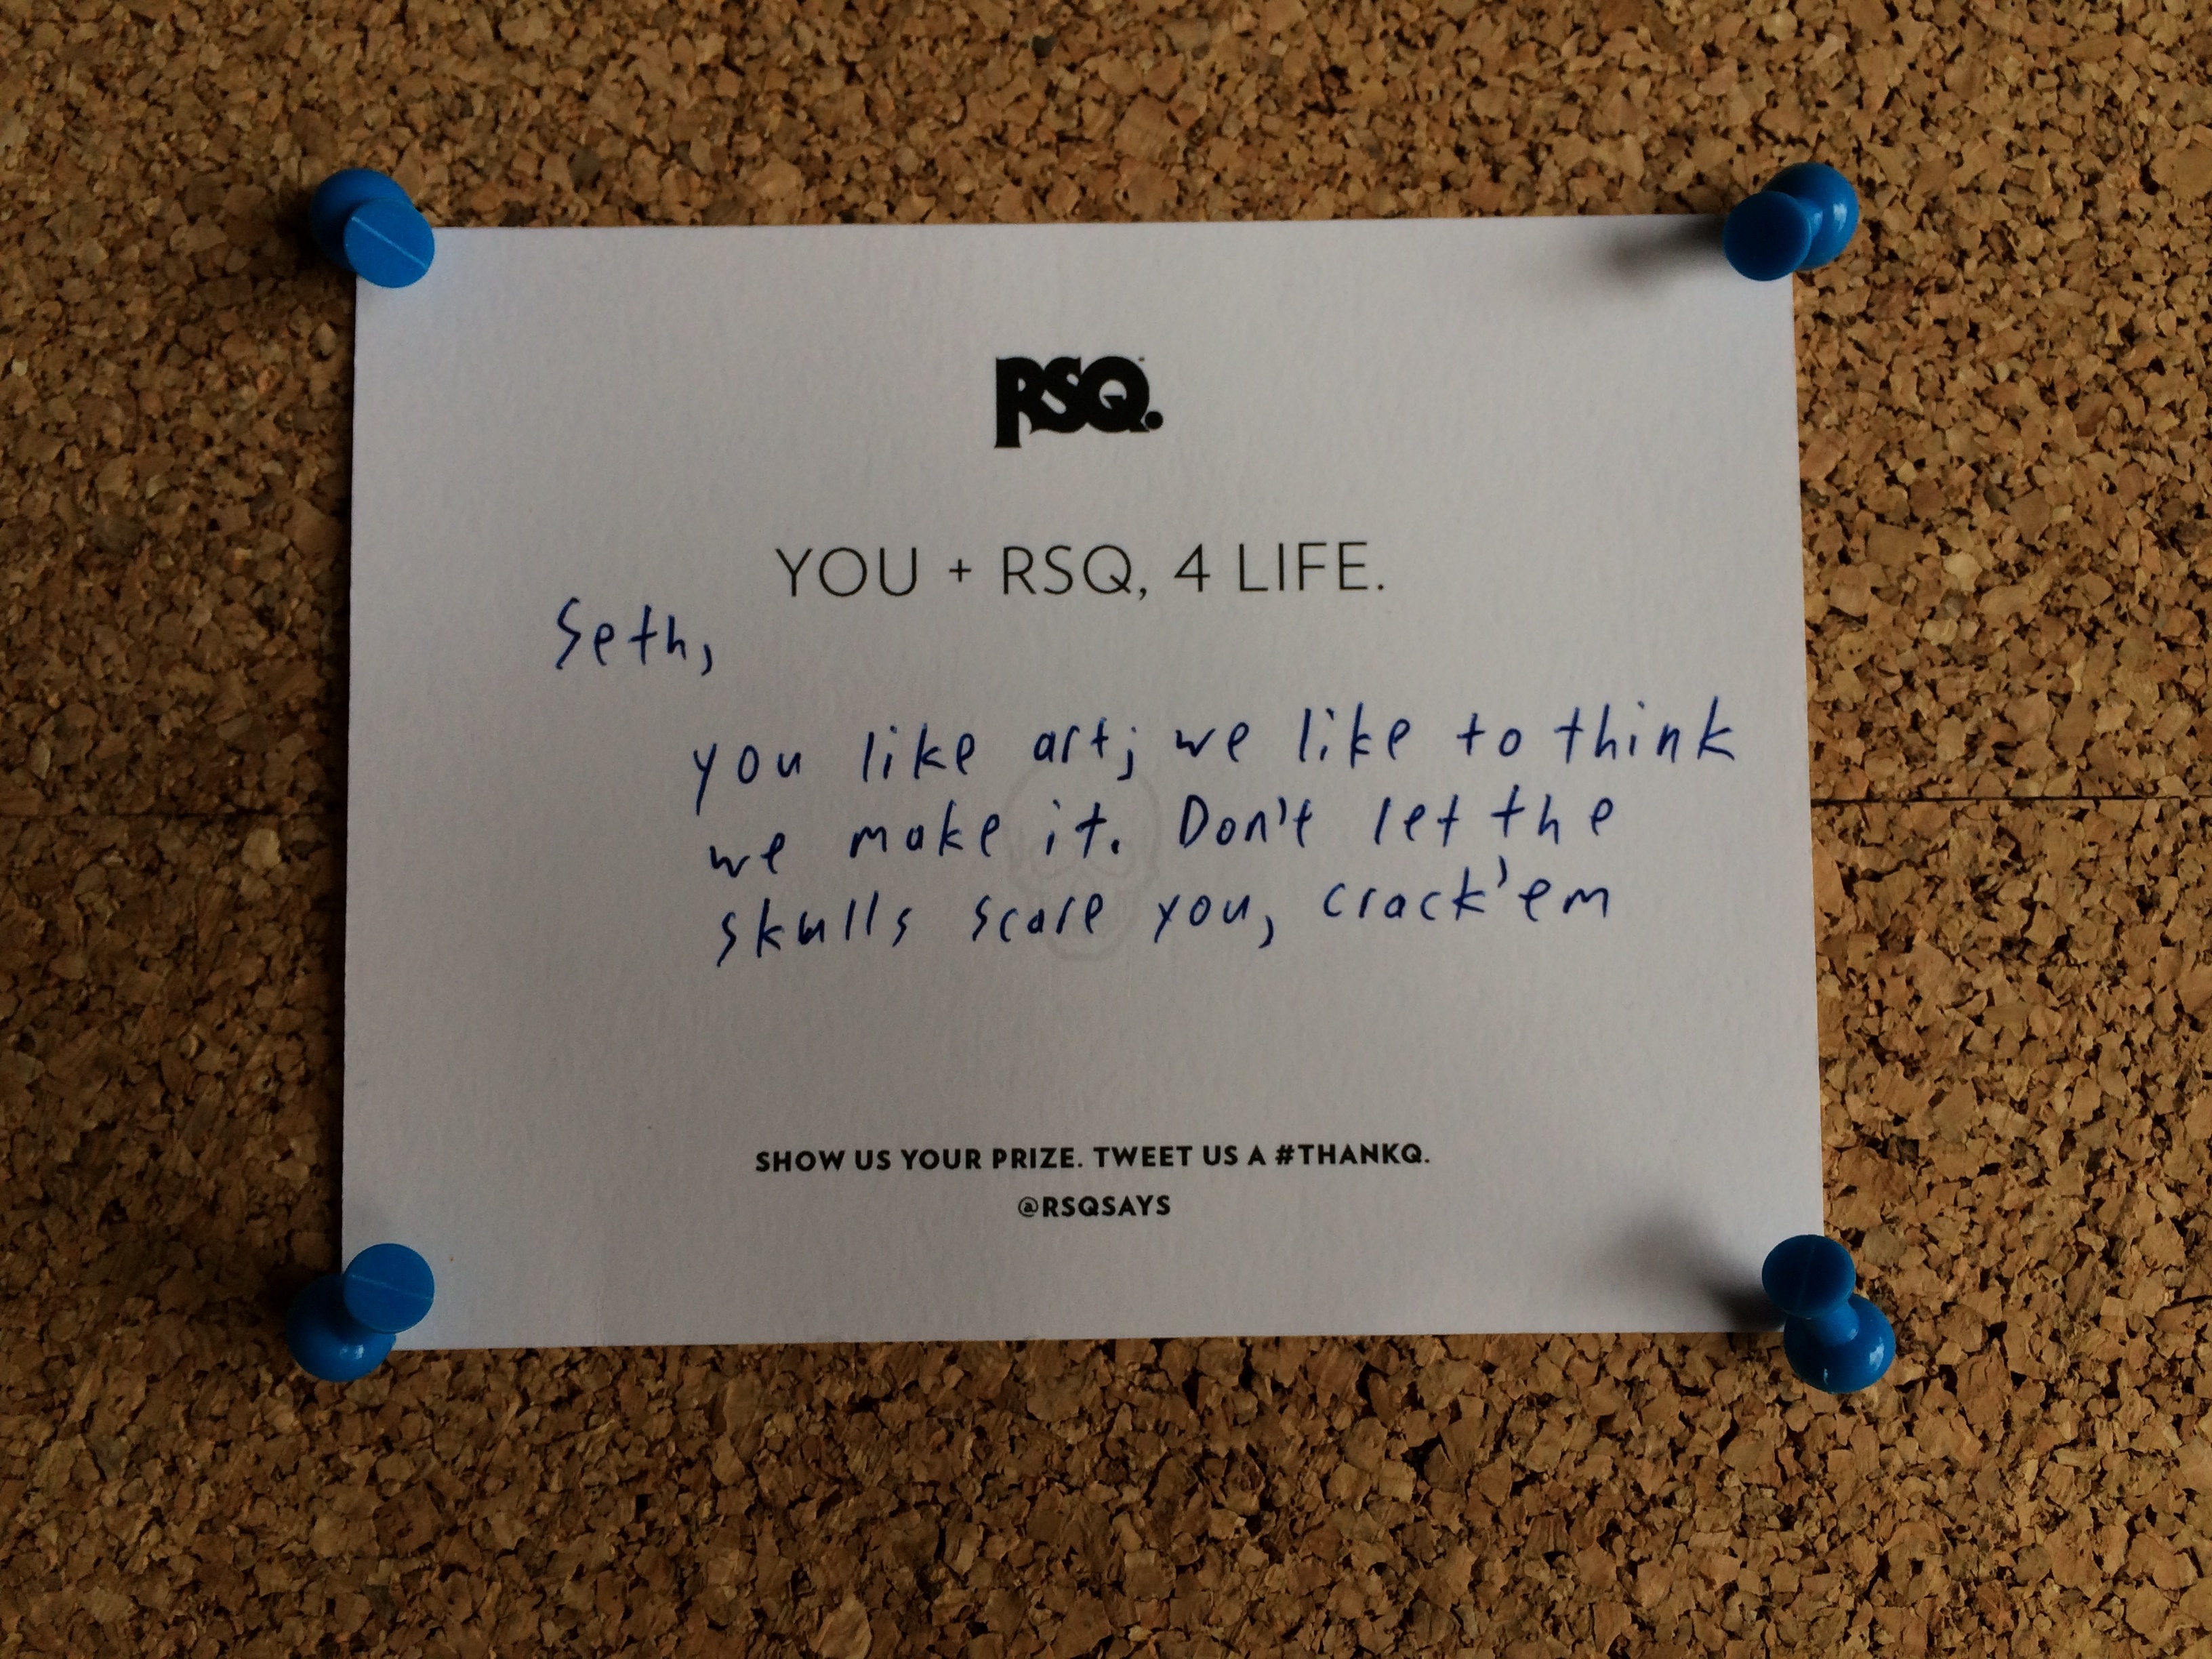 RSQ.
YOU + RSQ, 4 LIFE.
Seth,
you like art; we like to think
we make it. Don't let the
skulls scare you, crack'em
SHOW US YOUR PRIZE. TWEET US A #THANKQ.
@RSQSAYS